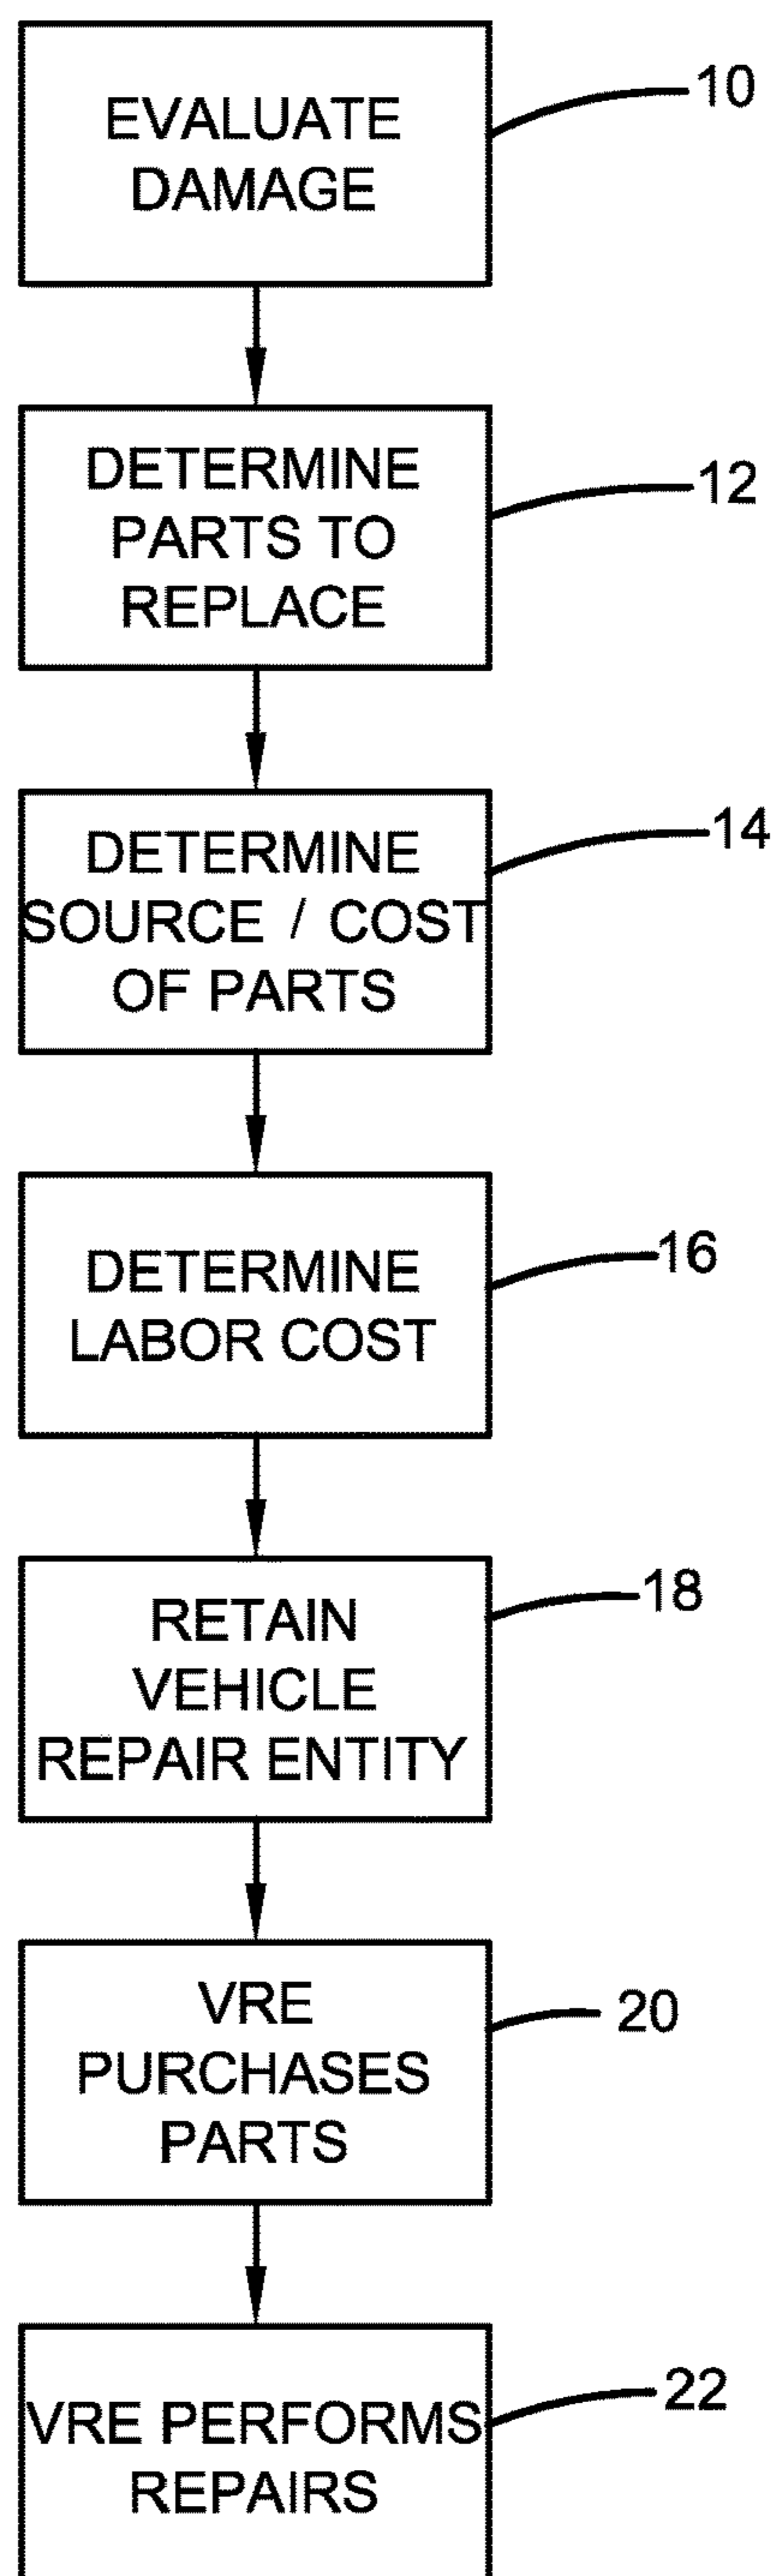 EVALUATE
DAMAGE
10
DETERMINE
PARTS TO
REPLACE
12
DETERMINE
SOURCE / COST
OF PARTS
14
DETERMINE
LABOR COST
16
RETAIN
VEHICLE
REPAIR ENTITY
18
VRE
PURCHASES
PARTS
20
VRE PERFORMS
REPAIRS
22